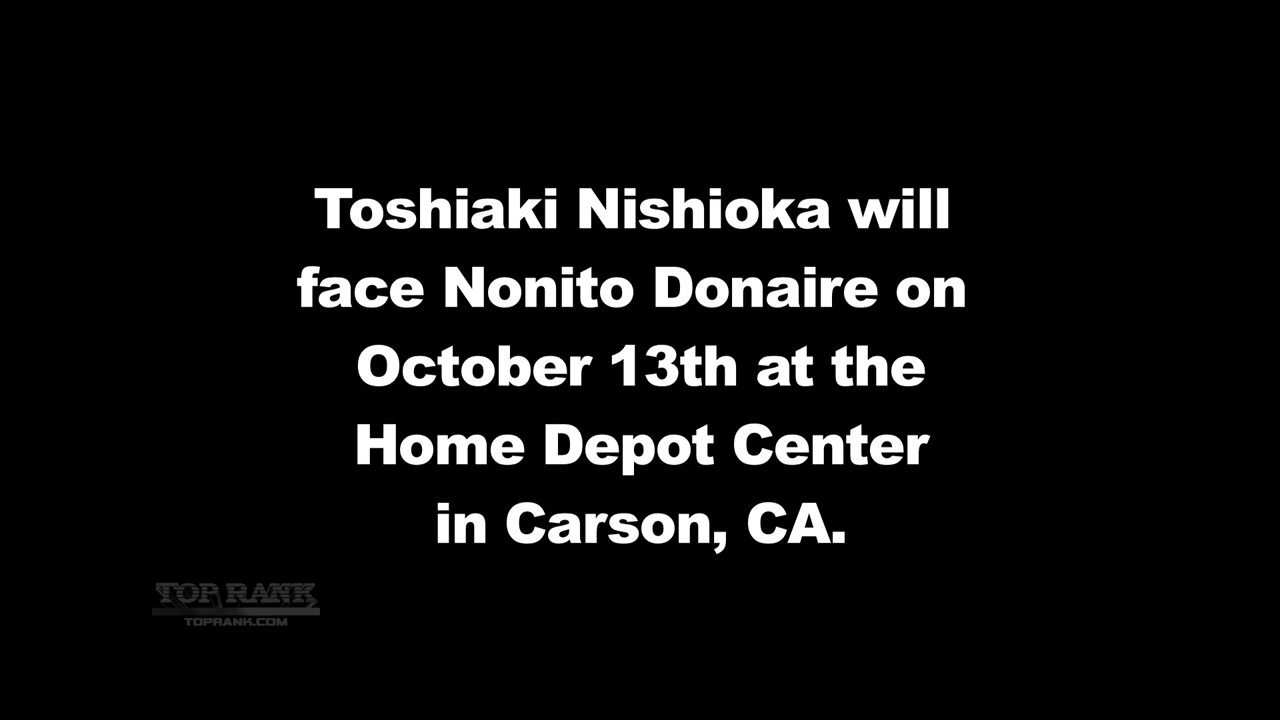 Toshiaki Nishioka will
face Nonito Donaire on
October 13th at the
Home Depot Center
in Carson, CA.
TOP RANK
TOPRANK.COM